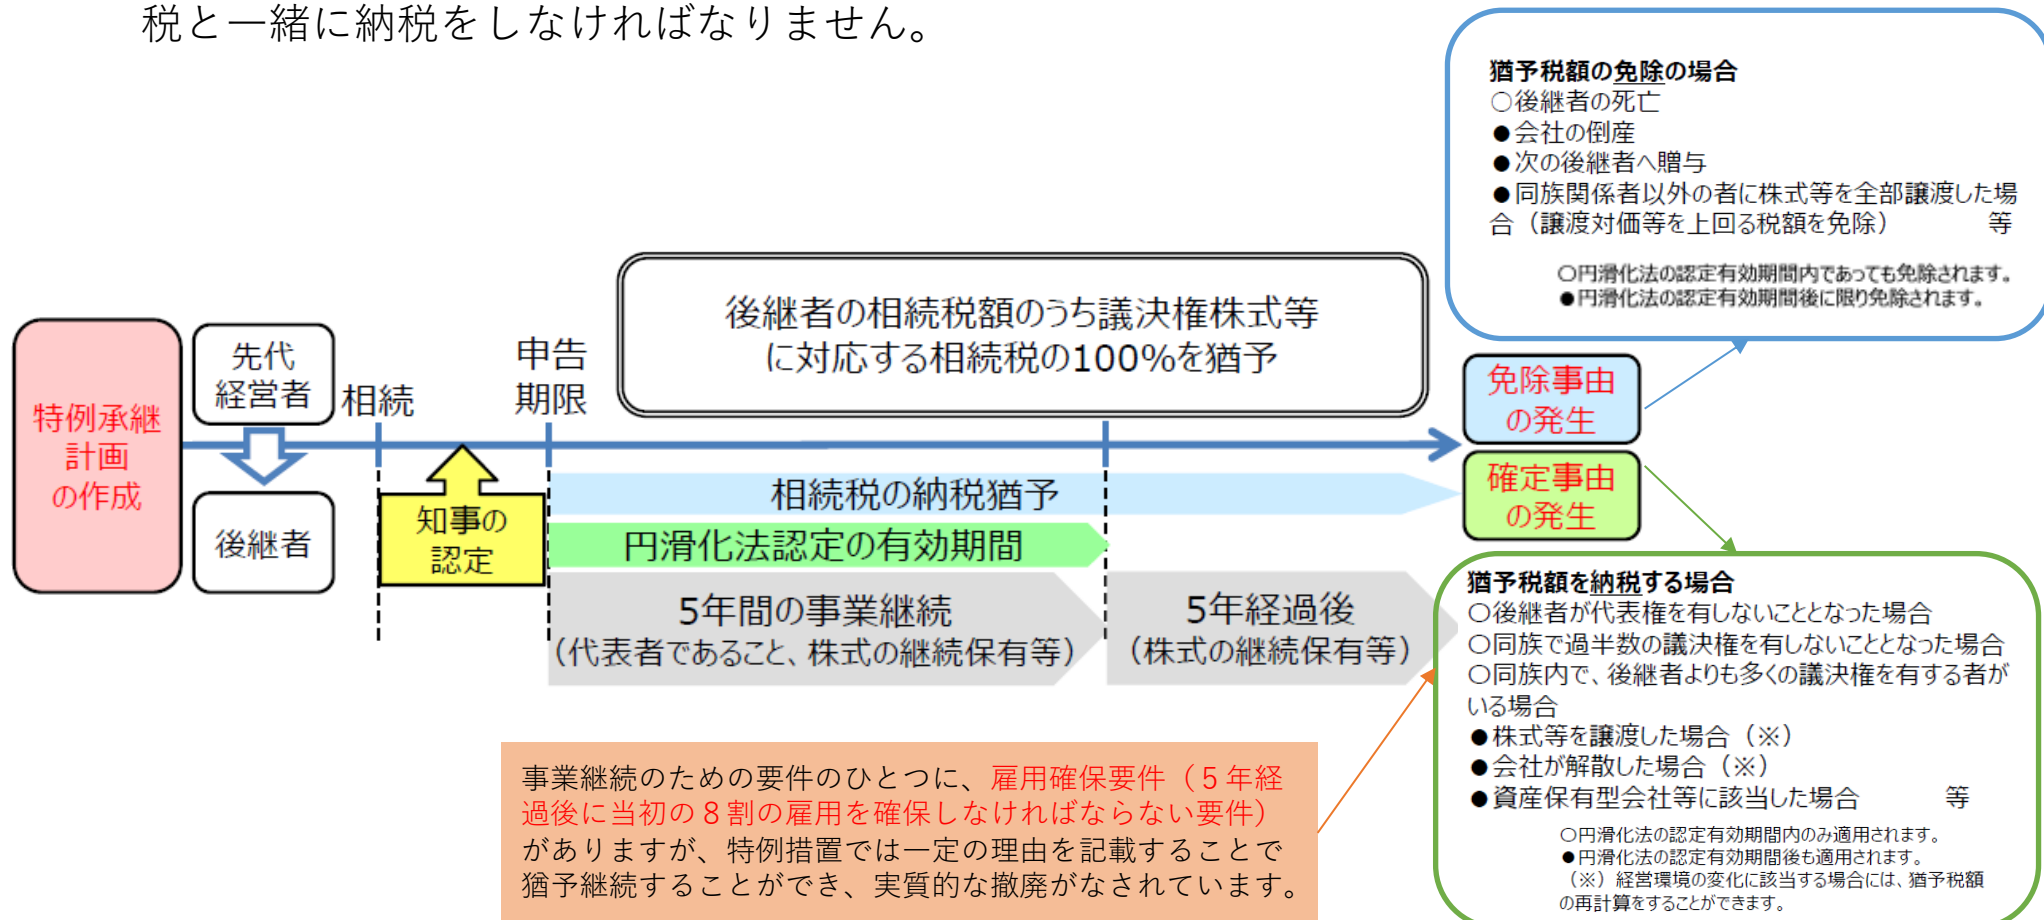 税と一緒に納税をしなければなりません。
猶予税額の免除の場合
○後継者の死亡
●会社の倒産
●次の後継者へ贈与
●同族関係者以外の者に株式等を全部譲渡した場
合（譲渡対価等を上回る税額を免除） 等
○円滑化法の認定有効期間内であっても免除されます。
●円滑化法の認定有効期間後に限り免除されます。
後継者の相続税額のうち議決権株式等
に対応する相続税の100%を猶予
特例承継
計画
の作成
先代
経営者
後継者
相続
知事の
認定
申告
期限
相続税の納税猶予
円滑化法認定の有効期間
5年間の事業継続
（代表者であること、株式の継続保有等）
5年経過後
（株式の継続保有等）
免除事由
の発生
確定事由
の発生
猶予税額を納税する場合
○後継者が代表権を有しないこととなった場合
○同族で過半数の議決権を有しないこととなった場合
○同族内で、後継者よりも多くの議決権を有する者が
いる場合
●株式等を譲渡した場合（※）
●会社が解散した場合（※）
●資産保有型会社等に該当した場合 等
○円滑化法の認定有効期間内のみ適用されます。
●円滑化法の認定有効期間後も適用されます。
（※）経営環境の変化に該当する場合には、猶予税額
の再計算をすることができます。
事業継続のための要件のひとつに、雇用確保要件（５年経
過後に当初の８割の雇用を確保しなければならない要件）
がありますが、特例措置では一定の理由を記載することで
猶予継続することができ、実質的な撤廃がなされています。